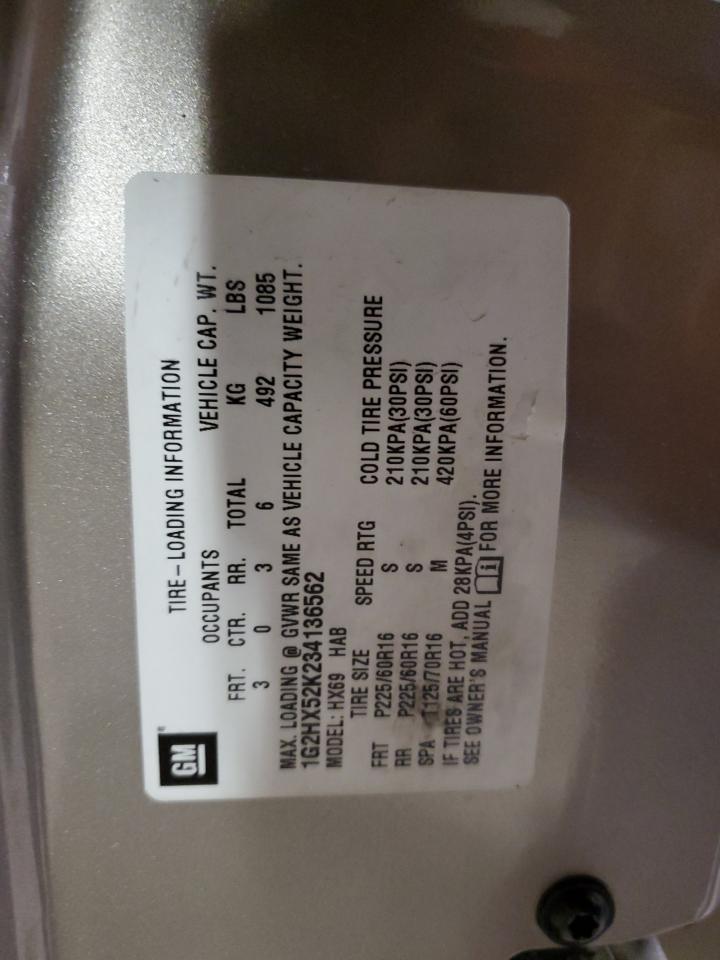 GM
TIRE – LOADING INFORMATION
OCCUPANTS VEHICLE CAP. WT.
FRT. CTR. RR. TOTAL KG LBS
3 0 3 6 492 1085
MAX. LOADING @ GVWR SAME AS VEHICLE CAPACITY WEIGHT.
1G2HX52K234136562
MODEL: HX69 HAB
TIRE SIZE SPEED RTG COLD TIRE PRESSURE
FRT P225/60R16 S 210KPA(30PSI)
RR P225/60R16 S 210KPA(30PSI)
SPA T125/70R16 M 420KPA(60PSI)
IF TIRES ARE HOT, ADD 28KPA(4PSI).
SEE OWNER'S MANUAL FOR MORE INFORMATION.